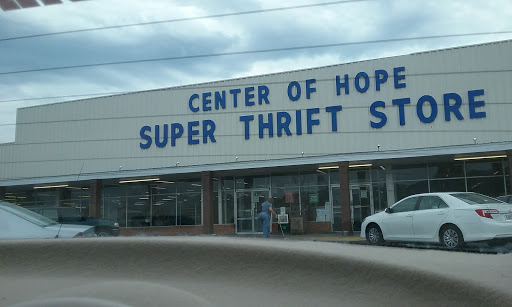 CENTER OF HOPE
SUPER THRIFT STORE